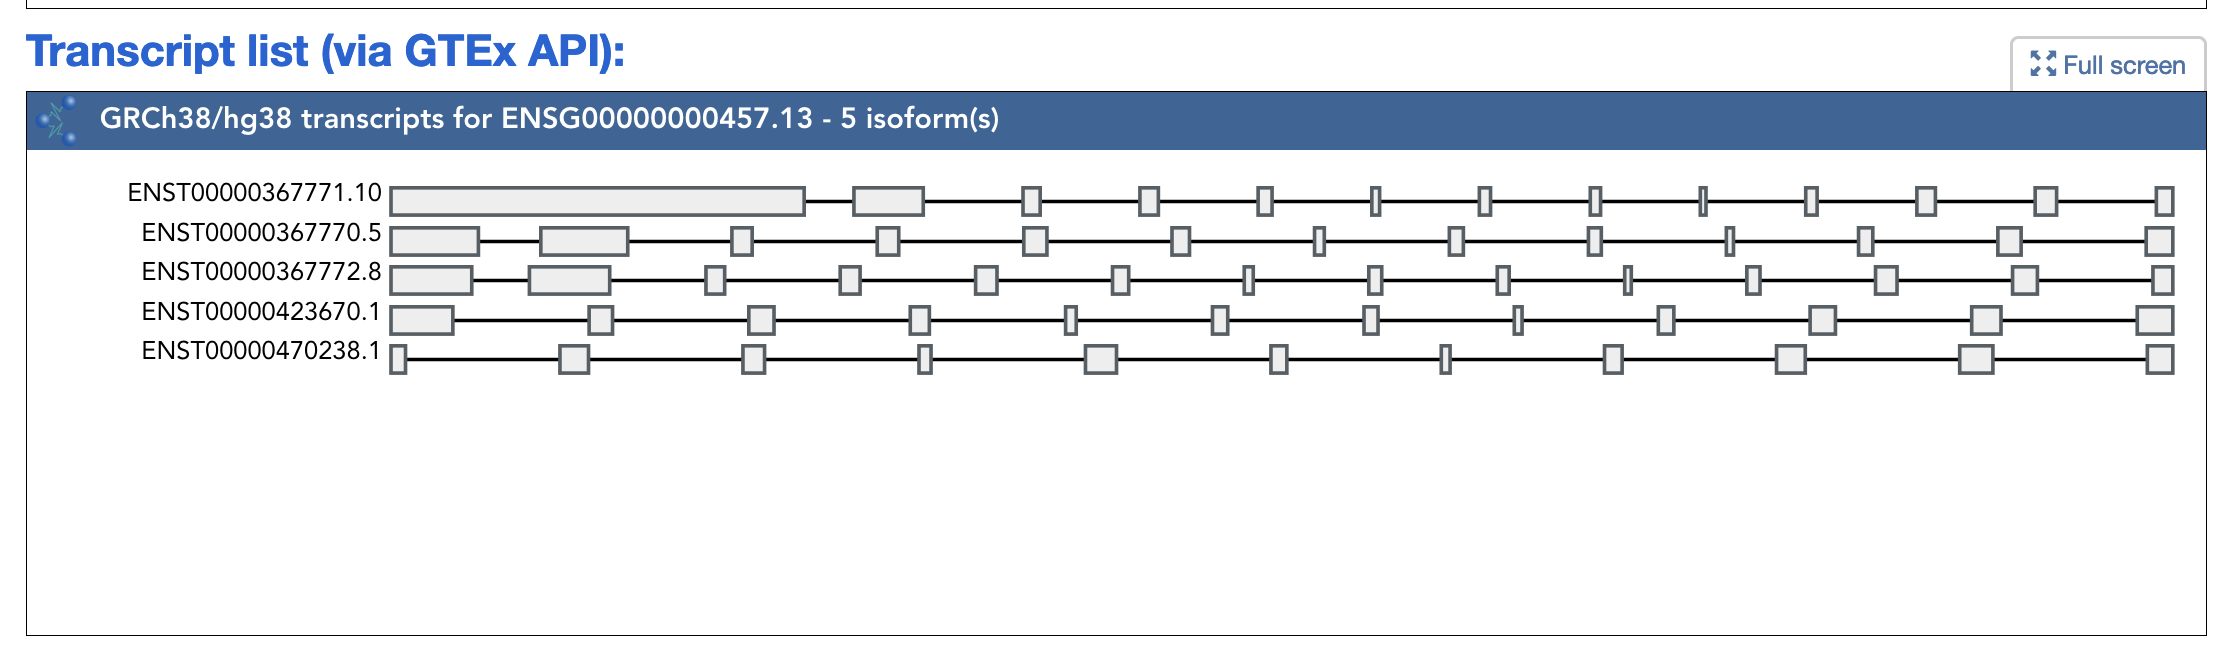 Transcript list (via GTEx API):
Full screen
GRCh38/hg38 transcripts for ENSG00000000457.13 - 5 isoform(s)
ENST00000367771.10
ENST00000367770.5
ENST00000367772.8
ENST00000423670.1
ENST00000470238.1